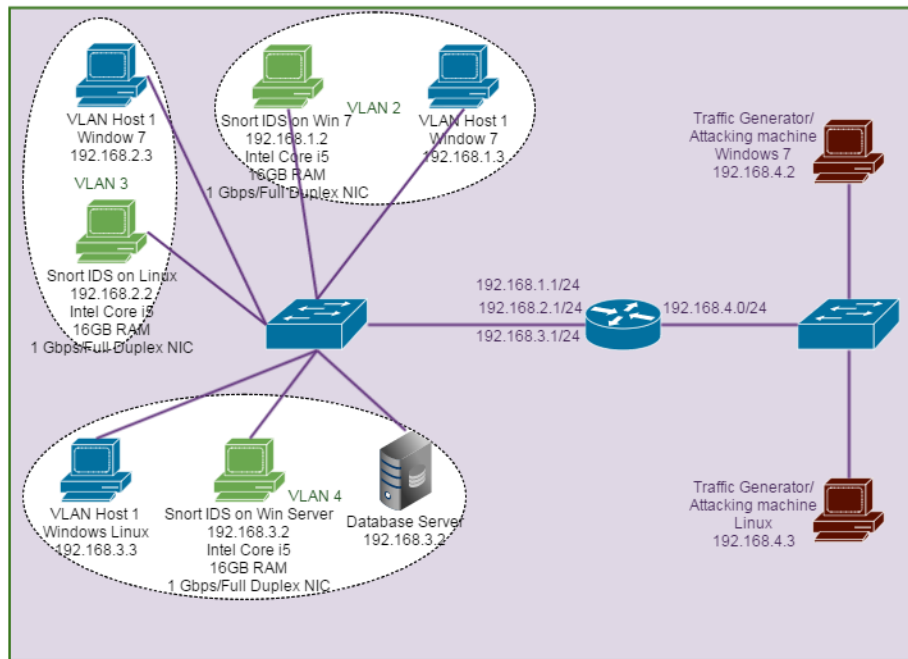 VLAN Host 1
Window 7
192.168.2.3
VLAN 3
Snort IDS on Linux
192.168.2.2
Intel Core i5
16GB RAM
1 Gbps/Full Duplex NIC
Snort IDS on Win 7
192.168.1.2
Intel Core i5
16GB RAM
1 Gbps/Full Duplex NIC
VLAN 2
VLAN Host 1
Window 7
192.168.1.3
Traffic Generator/
Attacking machine
Windows 7
192.168.4.2
192.168.1.1/24
192.168.2.1/24
192.168.3.1/24
192.168.4.0/24
VLAN Host 1
Windows Linux
192.168.3.3
Snort IDS on Win Server
192.168.3.2
Intel Core i5
16GB RAM
1 Gbps/Full Duplex NIC
VLAN 4
Database Server
192.168.3.2
Traffic Generator/
Attacking machine
Linux
192.168.4.3